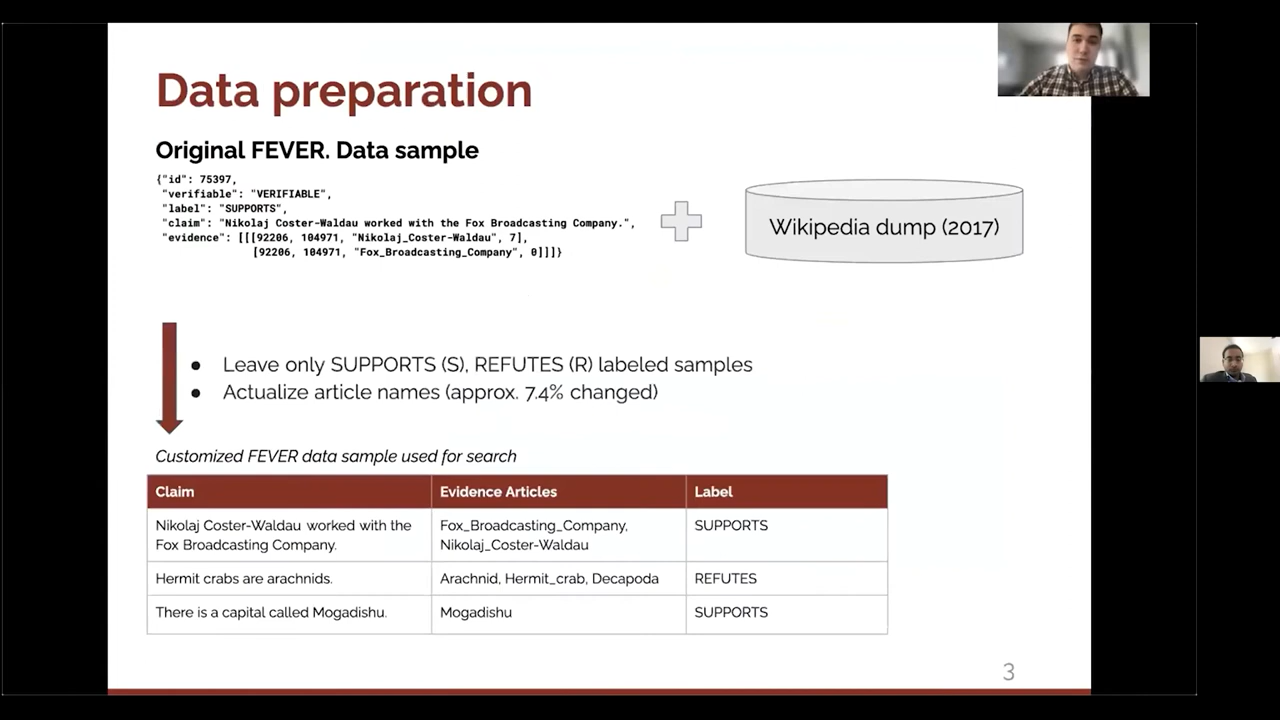 Data preparation
Original FEVER. Data sample
{"id": 75397,
"verifiable": "VERIFIABLE",
"label": "SUPPORTS",
"claim": "Nikolaj Coster-Waldau worked with the Fox Broadcasting Company.",
"evidence": [[[92206, 104971, "Nikolaj_Coster-Waldau", 7],
[92206, 104971, "Fox_Broadcasting_Company", 0]]]}
Wikipedia dump (2017)
● Leave only SUPPORTS (S), REFUTES (R) labeled samples
● Actualize article names (approx. 7.4% changed)
Customized FEVER data sample used for search
Claim Evidence Articles Label
Nikolaj Coster-Waldau worked with the Fox_Broadcasting_Company, SUPPORTS
Fox Broadcasting Company. Nikolaj_Coster-Waldau
Hermit crabs are arachnids. Arachnid, Hermit_crab, Decapoda REFUTES
There is a capital called Mogadishu. Mogadishu SUPPORTS
3